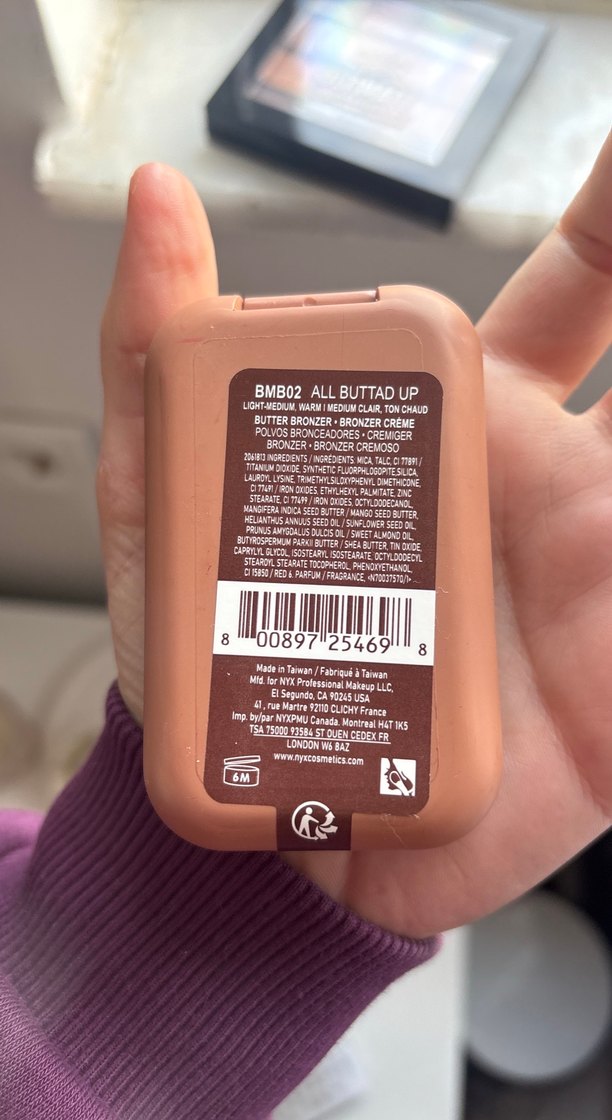 BMB02 ALL BUTTAD UP
LIGHT-MEDIUM, WARM | MEDIUM CLAIR, TON CHAUD
BUTTER BRONZER • BRONZER CRÈME
POLVOS BRONCEADORES • CREMIGER
BRONZER • BRONZER CREMOSO
2061813 INGREDIENTS / INGRÉDIENTS: MICA, TALC, CI 77891 /
TITANIUM DIOXIDE, SYNTHETIC FLUORPHLOGOPITE,SILICA,
LAUROYL LYSINE, TRIMETHYLSILOXYPHENYL DIMETHICONE,
CI 77491 / IRON OXIDES, ETHYLHEXYL PALMITATE, ZINC
STEARATE, CI 77499 / IRON OXIDES, OCTYLDODECANOL,
MANGIFERA INDICA SEED BUTTER / MANGO SEED BUTTER,
HELIANTHUS ANNUUS SEED OIL / SUNFLOWER SEED OIL,
PRUNUS AMYGDALUS DULCIS OIL / SWEET ALMOND OIL,
BUTYROSPERMUM PARKII BUTTER / SHEA BUTTER, TIN OXIDE,
CAPRYLYL GLYCOL, ISOSTEARYL ISOSTEARATE, OCTYLDODECYL
STEAROYL STEARATE TOCOPHEROL, PHENOXYETHANOL,
CI 15850 / RED 6, PARFUM / FRAGRANCE, <N70037570/1>
8 00897 25469 8
Made in Taiwan / Fabriqué à Taiwan
Mfd. for NYX Professional Makeup LLC,
El Segundo, CA 90245 USA
41, rue Martre 92110 CLICHY France
Imp. by/par NYXPMU Canada. Montreal H4T 1K5
TSA 75000 93584 ST OUEN CEDEX FR
LONDON W6 8AZ
www.nyxcosmetics.com
6M